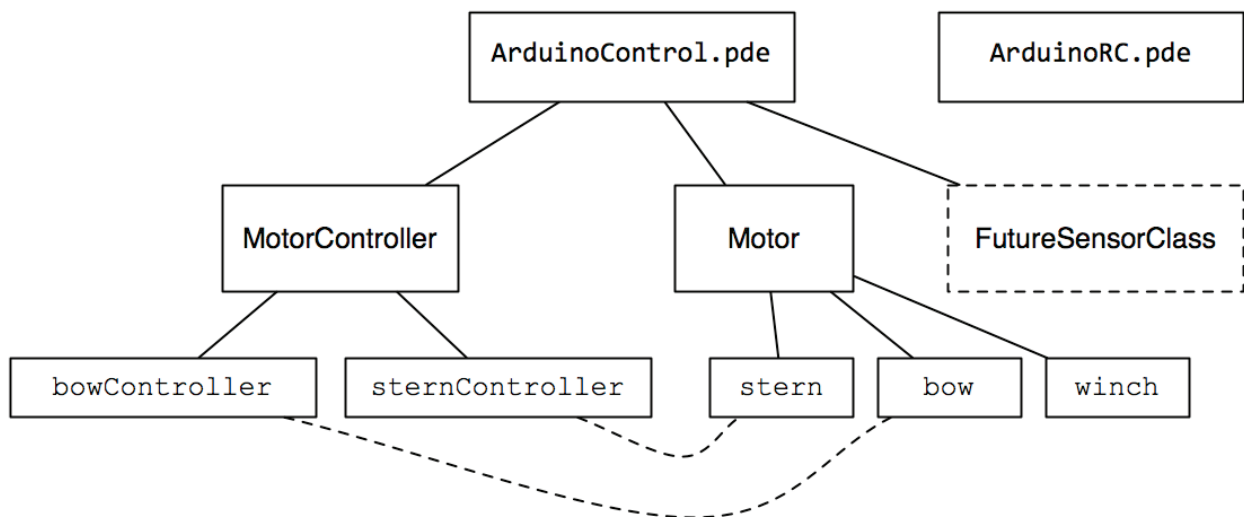 ArduinoControl.pde
ArduinoRC.pde
MotorController
Motor
FutureSensorClass
bowController
sternController
stern
bow
winch